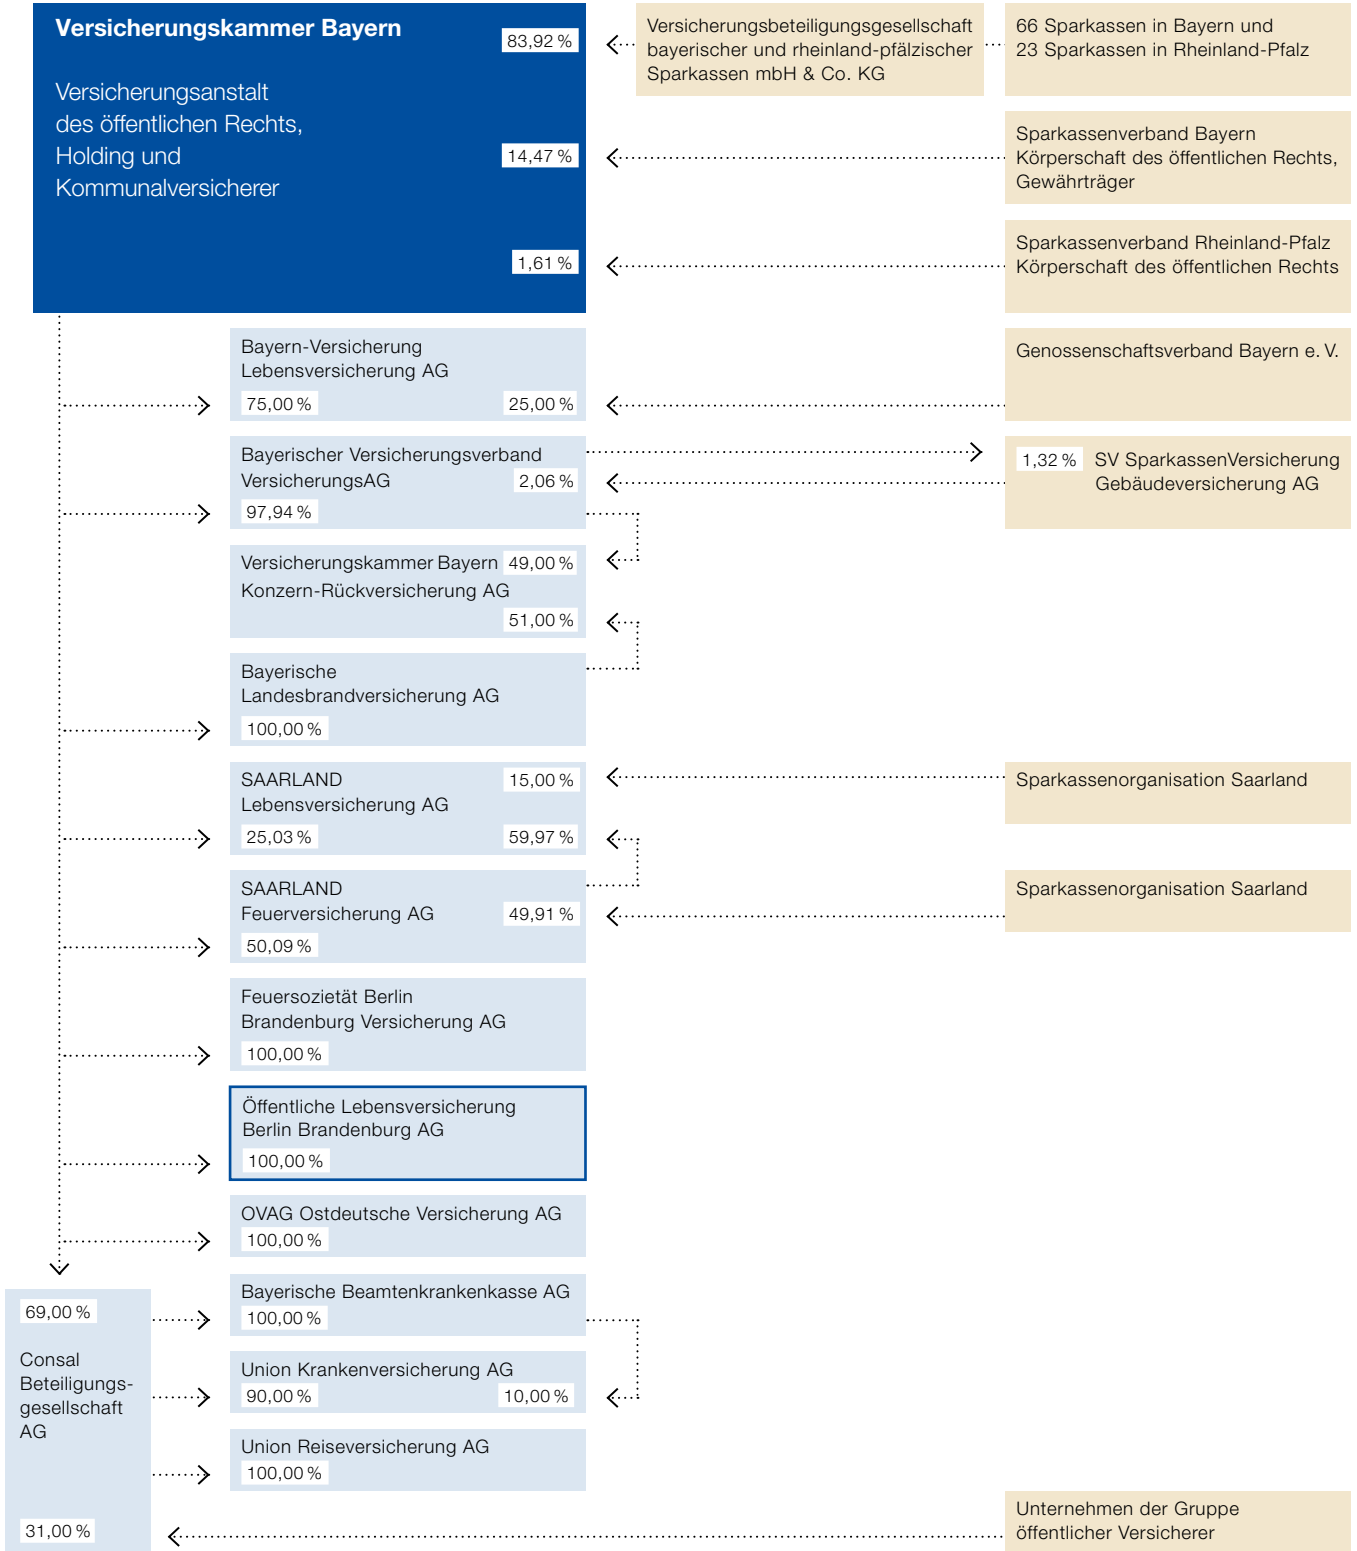 Versicherungskammer Bayern
83,92 %
Versicherungsanstalt
des öffentlichen Rechts,
Holding und
Kommunalversicherer
14,47 %
1,61 %
Versicherungsbeteiligungsgesellschaft
bayerischer und rheinland-pfälzischer
Sparkassen mbH & Co. KG
66 Sparkassen in Bayern und
23 Sparkassen in Rheinland-Pfalz
Sparkassenverband Bayern
Körperschaft des öffentlichen Rechts,
Gewährträger
Sparkassenverband Rheinland-Pfalz
Körperschaft des öffentlichen Rechts
Bayern-Versicherung
Lebensversicherung AG
75,00 % 25,00 %
Genossenschaftsverband Bayern e. V.
Bayerischer Versicherungsverband
VersicherungsAG 2,06 %
97,94 %
1,32 % SV SparkassenVersicherung
Gebäudeversicherung AG
Versicherungskammer Bayern 49,00 %
Konzern-Rückversicherung AG
51,00 %
Bayerische
Landesbrandversicherung AG
100,00 %
SAARLAND 15,00 %
Lebensversicherung AG
25,03 % 59,97 %
Sparkassenorganisation Saarland
SAARLAND
Feuerversicherung AG 49,91 %
50,09 %
Sparkassenorganisation Saarland
Feuersozietät Berlin
Brandenburg Versicherung AG
100,00 %
Öffentliche Lebensversicherung
Berlin Brandenburg AG
100,00 %
OVAG Ostdeutsche Versicherung AG
100,00 %
69,00 %
Consal
Beteiligungs-
gesellschaft
AG
31,00 %
Bayerische Beamtenkrankenkasse AG
100,00 %
Union Krankenversicherung AG
90,00 % 10,00 %
Union Reiseversicherung AG
100,00 %
Unternehmen der Gruppe
öffentlicher Versicherer